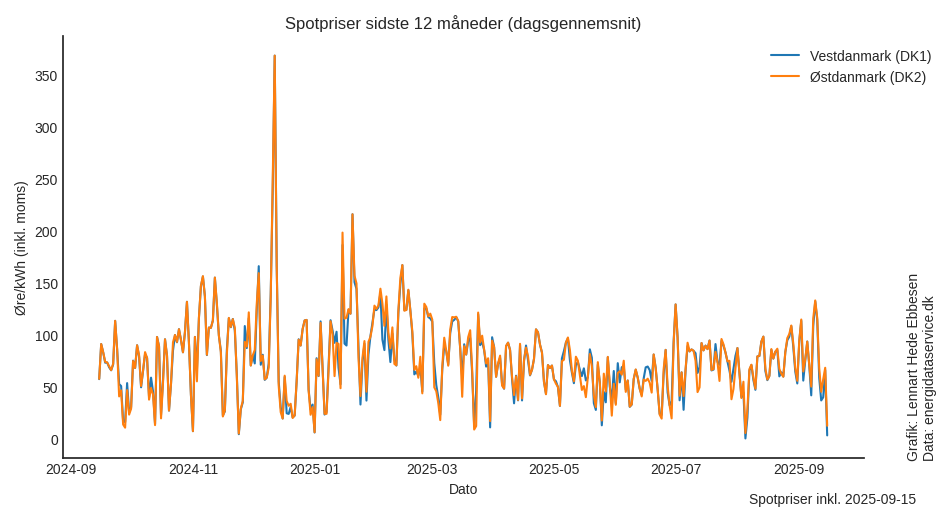 Spotpriser sidste 12 måneder (dagsgennemsnit)
Vestdanmark (DK1)
Østdanmark (DK2)
Øre/kWh (inkl. moms)
350
300
250
200
150
100
50
0
2024-09 2024-11 2025-01 2025-03 2025-05 2025-07 2025-09
Dato
Grafik: Lennart Hede Ebbesen
Data: energidataservice.dk
Spotpriser inkl. 2025-09-15